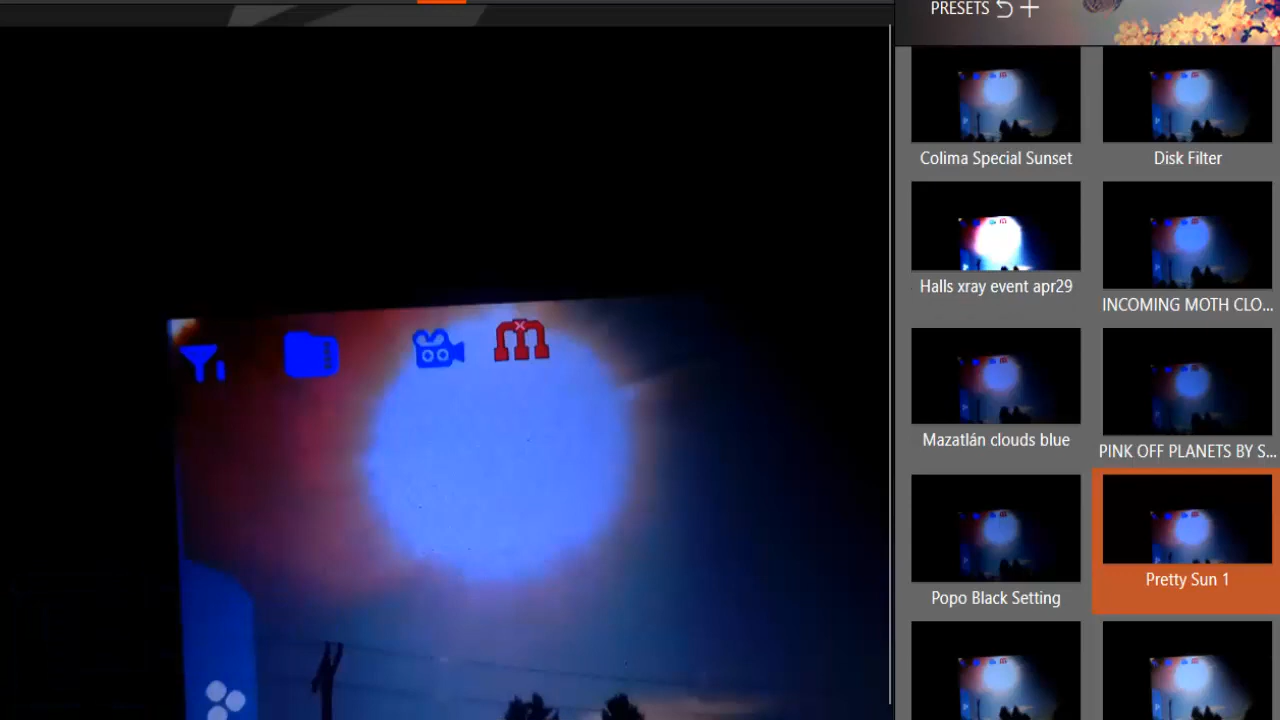 PRESETS
Colima Special Sunset
Disk Filter
Halls xray event apr29
INCOMING MOTH CLO...
Mazatlán clouds blue
PINK OFF PLANETS BY S...
Popo Black Setting
Pretty Sun 1